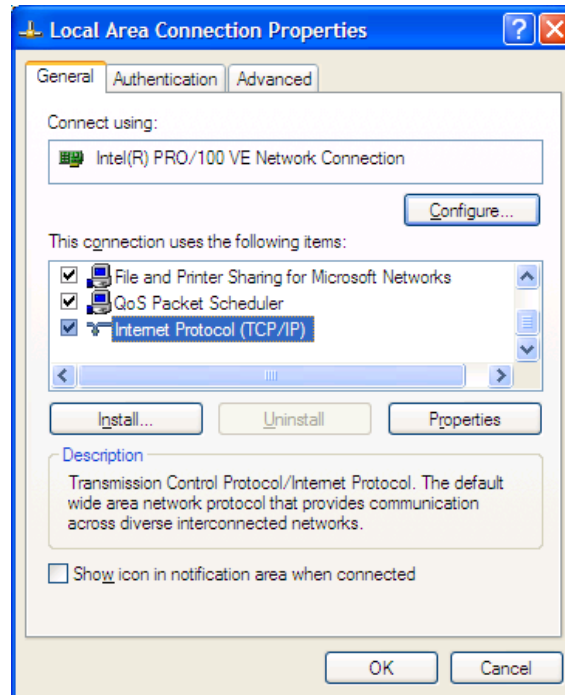 Local Area Connection Properties
General Authentication Advanced
Connect using:
Intel(R) PRO/100 VE Network Connection
Configure...
This connection uses the following items:
File and Printer Sharing for Microsoft Networks
QoS Packet Scheduler
Internet Protocol (TCP/IP)
Install... Uninstall Properties
Description
Transmission Control Protocol/Internet Protocol. The default
wide area network protocol that provides communication
across diverse interconnected networks.
Show icon in notification area when connected
OK Cancel